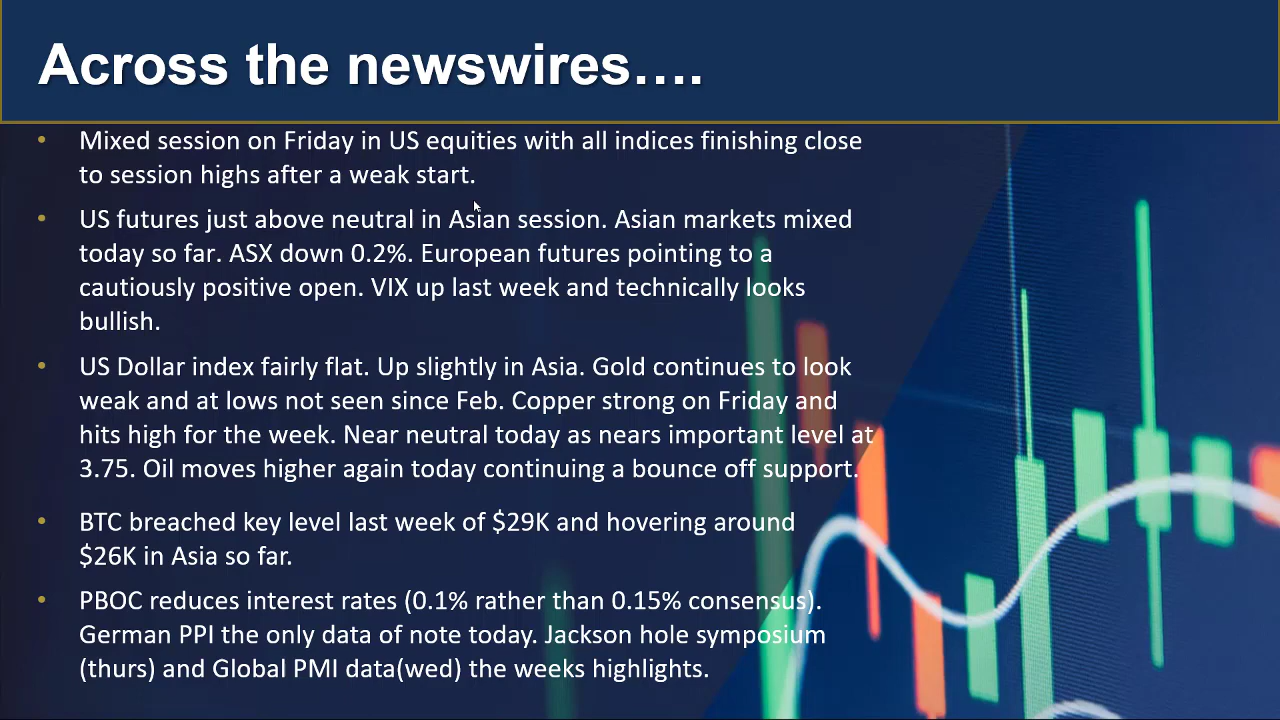 Across the newswires….
• Mixed session on Friday in US equities with all indices finishing close
to session highs after a weak start.
• US futures just above neutral in Asian session. Asian markets mixed
today so far. ASX down 0.2%. European futures pointing to a
cautiously positive open. VIX up last week and technically looks
bullish.
• US Dollar index fairly flat. Up slightly in Asia. Gold continues to look
weak and at lows not seen since Feb. Copper strong on Friday and
hits high for the week. Near neutral today as nears important level at
3.75. Oil moves higher again today continuing a bounce off support.
• BTC breached key level last week of $29K and hovering around
$26K in Asia so far.
• PBOC reduces interest rates (0.1% rather than 0.15% consensus).
German PPI the only data of note today. Jackson hole symposium
(thurs) and Global PMI data(wed) the weeks highlights.